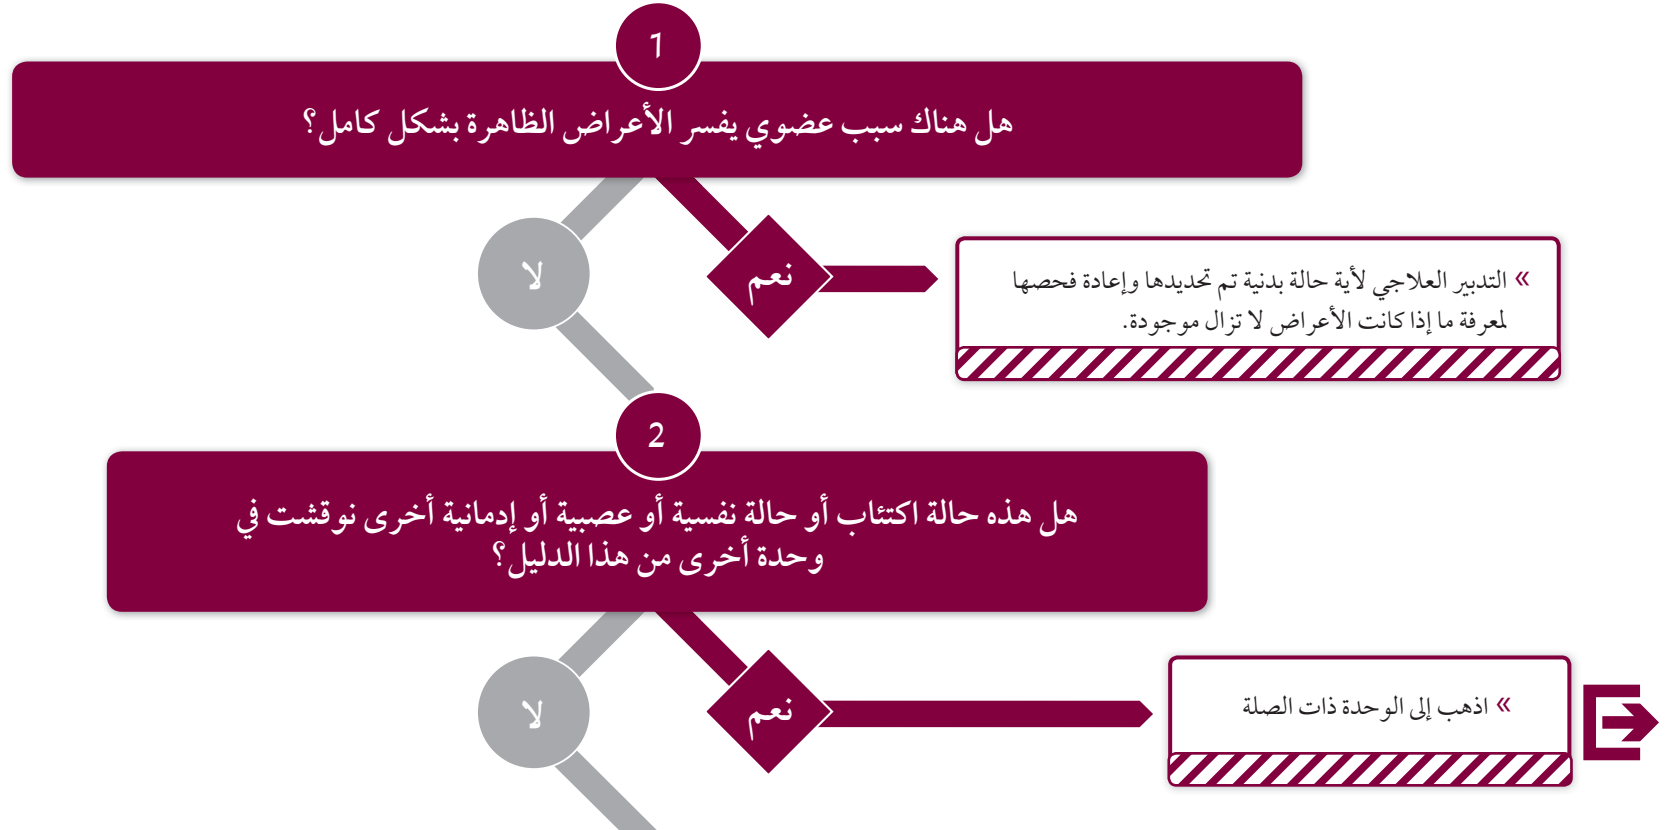 1
هل هناك سبب عضوي يفسر الأعراض الظاهرة بشكل كامل؟
لا
نعم
» التدبير العلاجي لأية حالة بدنية تم تحديدها وإعادة فحصها
لمعرفة ما إذا كانت الأعراض لا تزال موجودة.
2
هل هذه حالة اكتئاب أو حالة نفسية أو عصبية أو إدمانية أخرى نوقشت في
وحدة أخرى من هذا الدليل؟
لا
نعم
» اذهب إلى الوحدة ذات الصلة